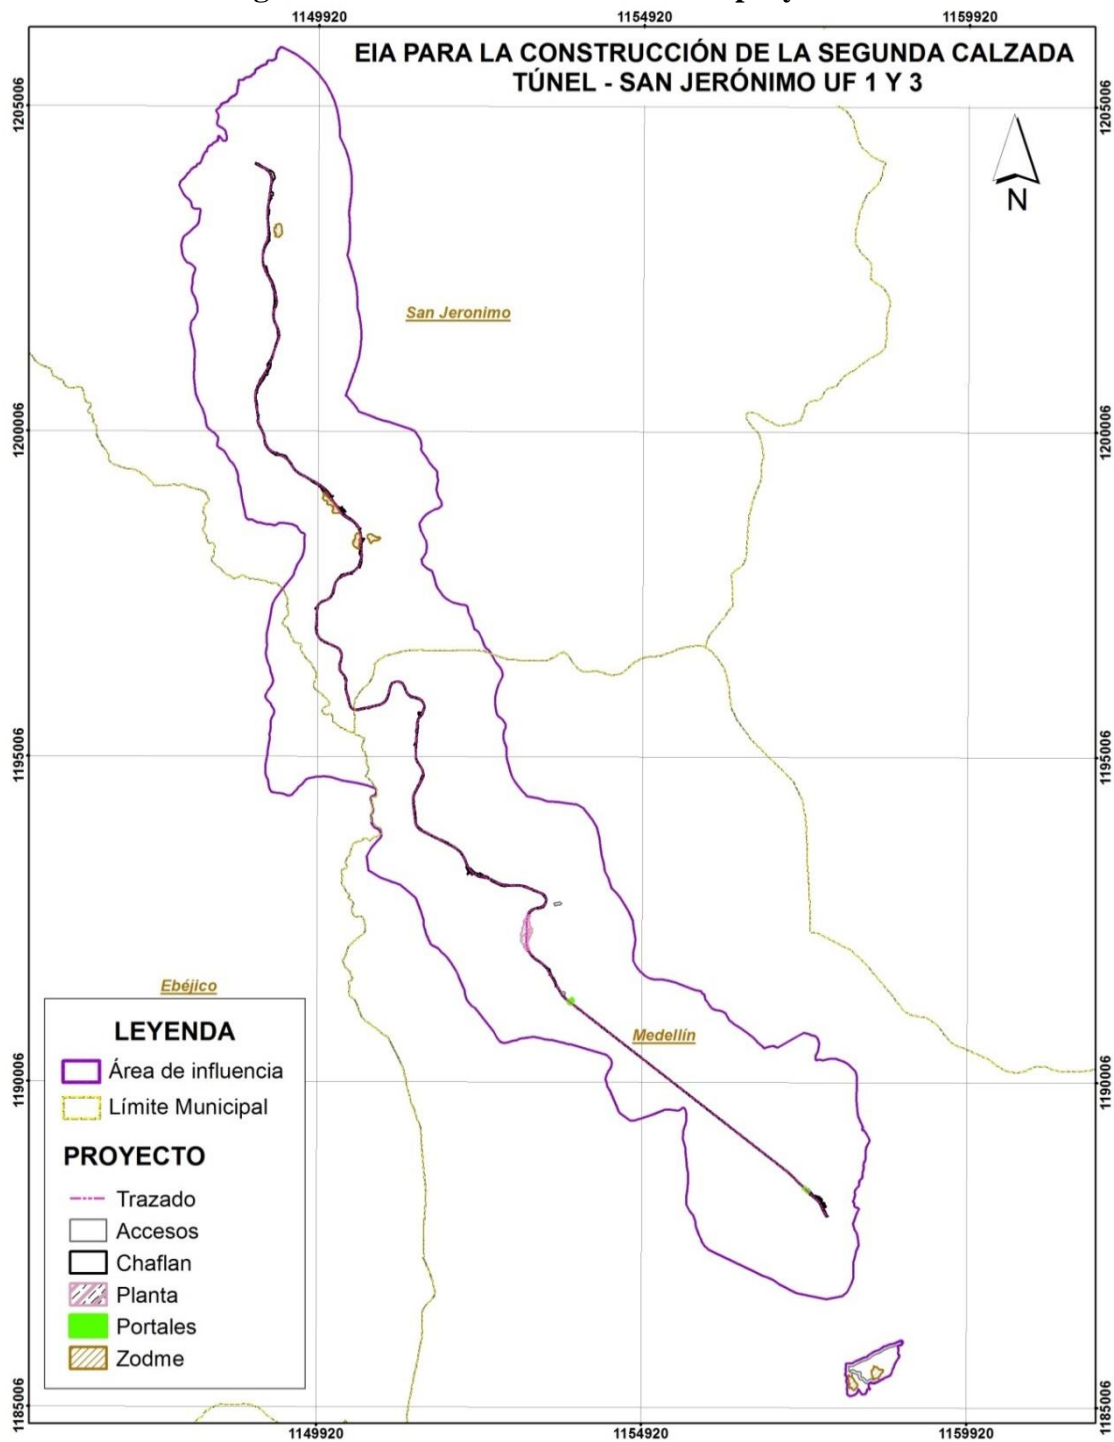 1149920 1154920 1159920
EIA PARA LA CONSTRUCCIÓN DE LA SEGUNDA CALZADA
TÚNEL - SAN JERÓNIMO UF 1 Y 3
1205006 1205006
N
San Jeronimo
1200006 1200006
1195006 1195006
Ebéjico
Medellín
LEYENDA
Área de influencia
Límite Municipal
1190006 1190006
PROYECTO
Trazado
Accesos
Chaflan
Planta
Portales
Zodme
1185006 1185006
1149920 1154920 1159920